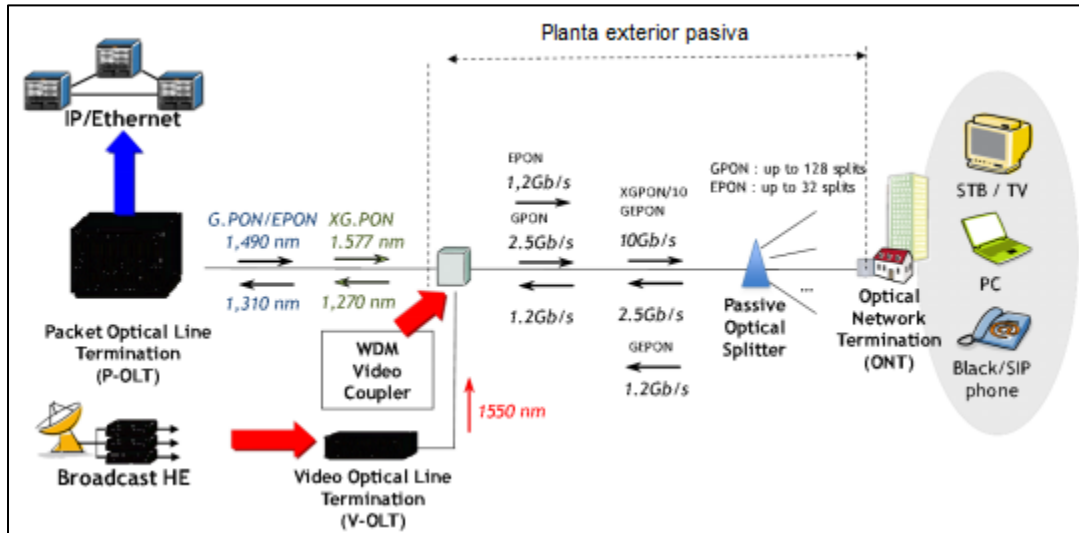 Planta exterior pasiva
IP/Ethernet
G.PON/EPON
1,490 nm
1,310 nm
XG.PON
1.577 nm
1,270 nm
EPON
1,2Gb/s
GPON
2.5Gb/s
1.2Gb/s
XGPON/10
GEPON
10Gb/s
2.5Gb/s
GEPON
1.2Gb/s
GPON : up to 128 splits
EPON : up to 32 splits
...
Passive
Optical
Splitter
Optical
Network
Termination
(ONT)
STB / TV
PC
Black/SIP
phone
Packet Optical Line
Termination
(P-OLT)
WDM
Video
Coupler
1550 nm
Broadcast HE
Video Optical Line
Termination
(V-OLT)